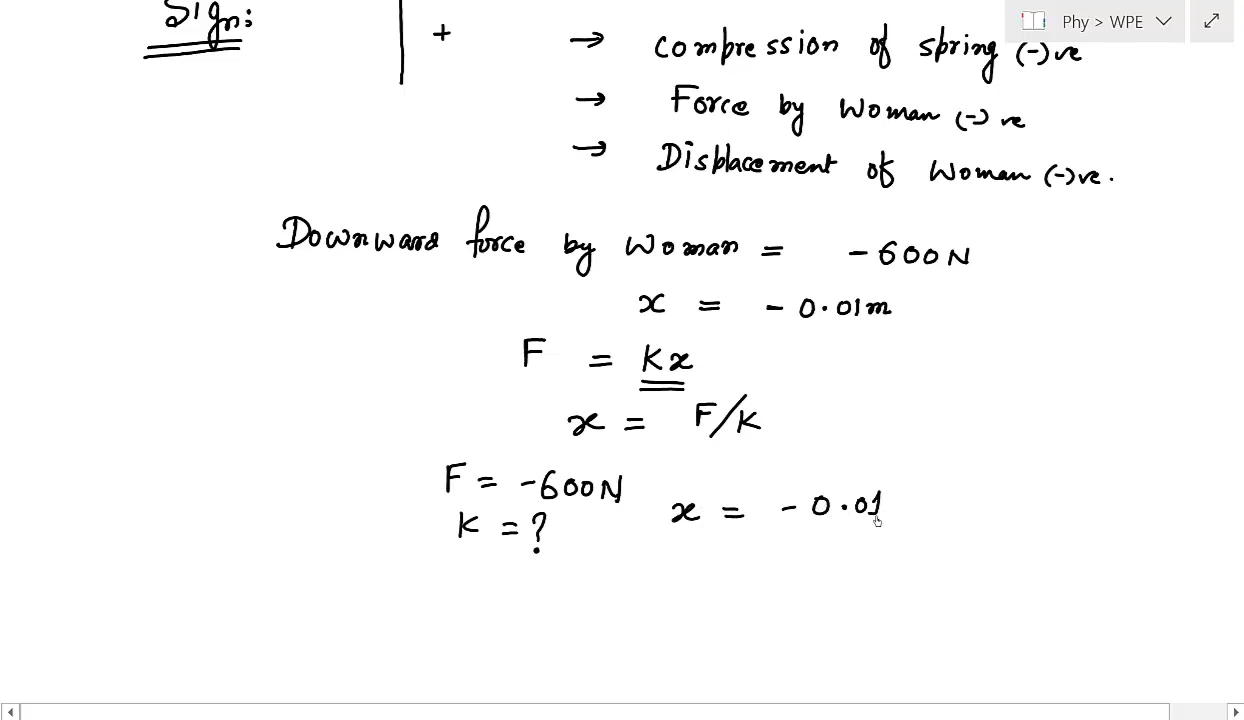 Sign:
Phy > WPE
+ → Compression of spring (-)ve
→ Force by Woman (-)ve
→ Displacement of Woman (-)ve.
Downward force by woman = - 600N
x = - 0.01m
F = Kx
x = F/K
F = -600N x = - 0.01
K = ?